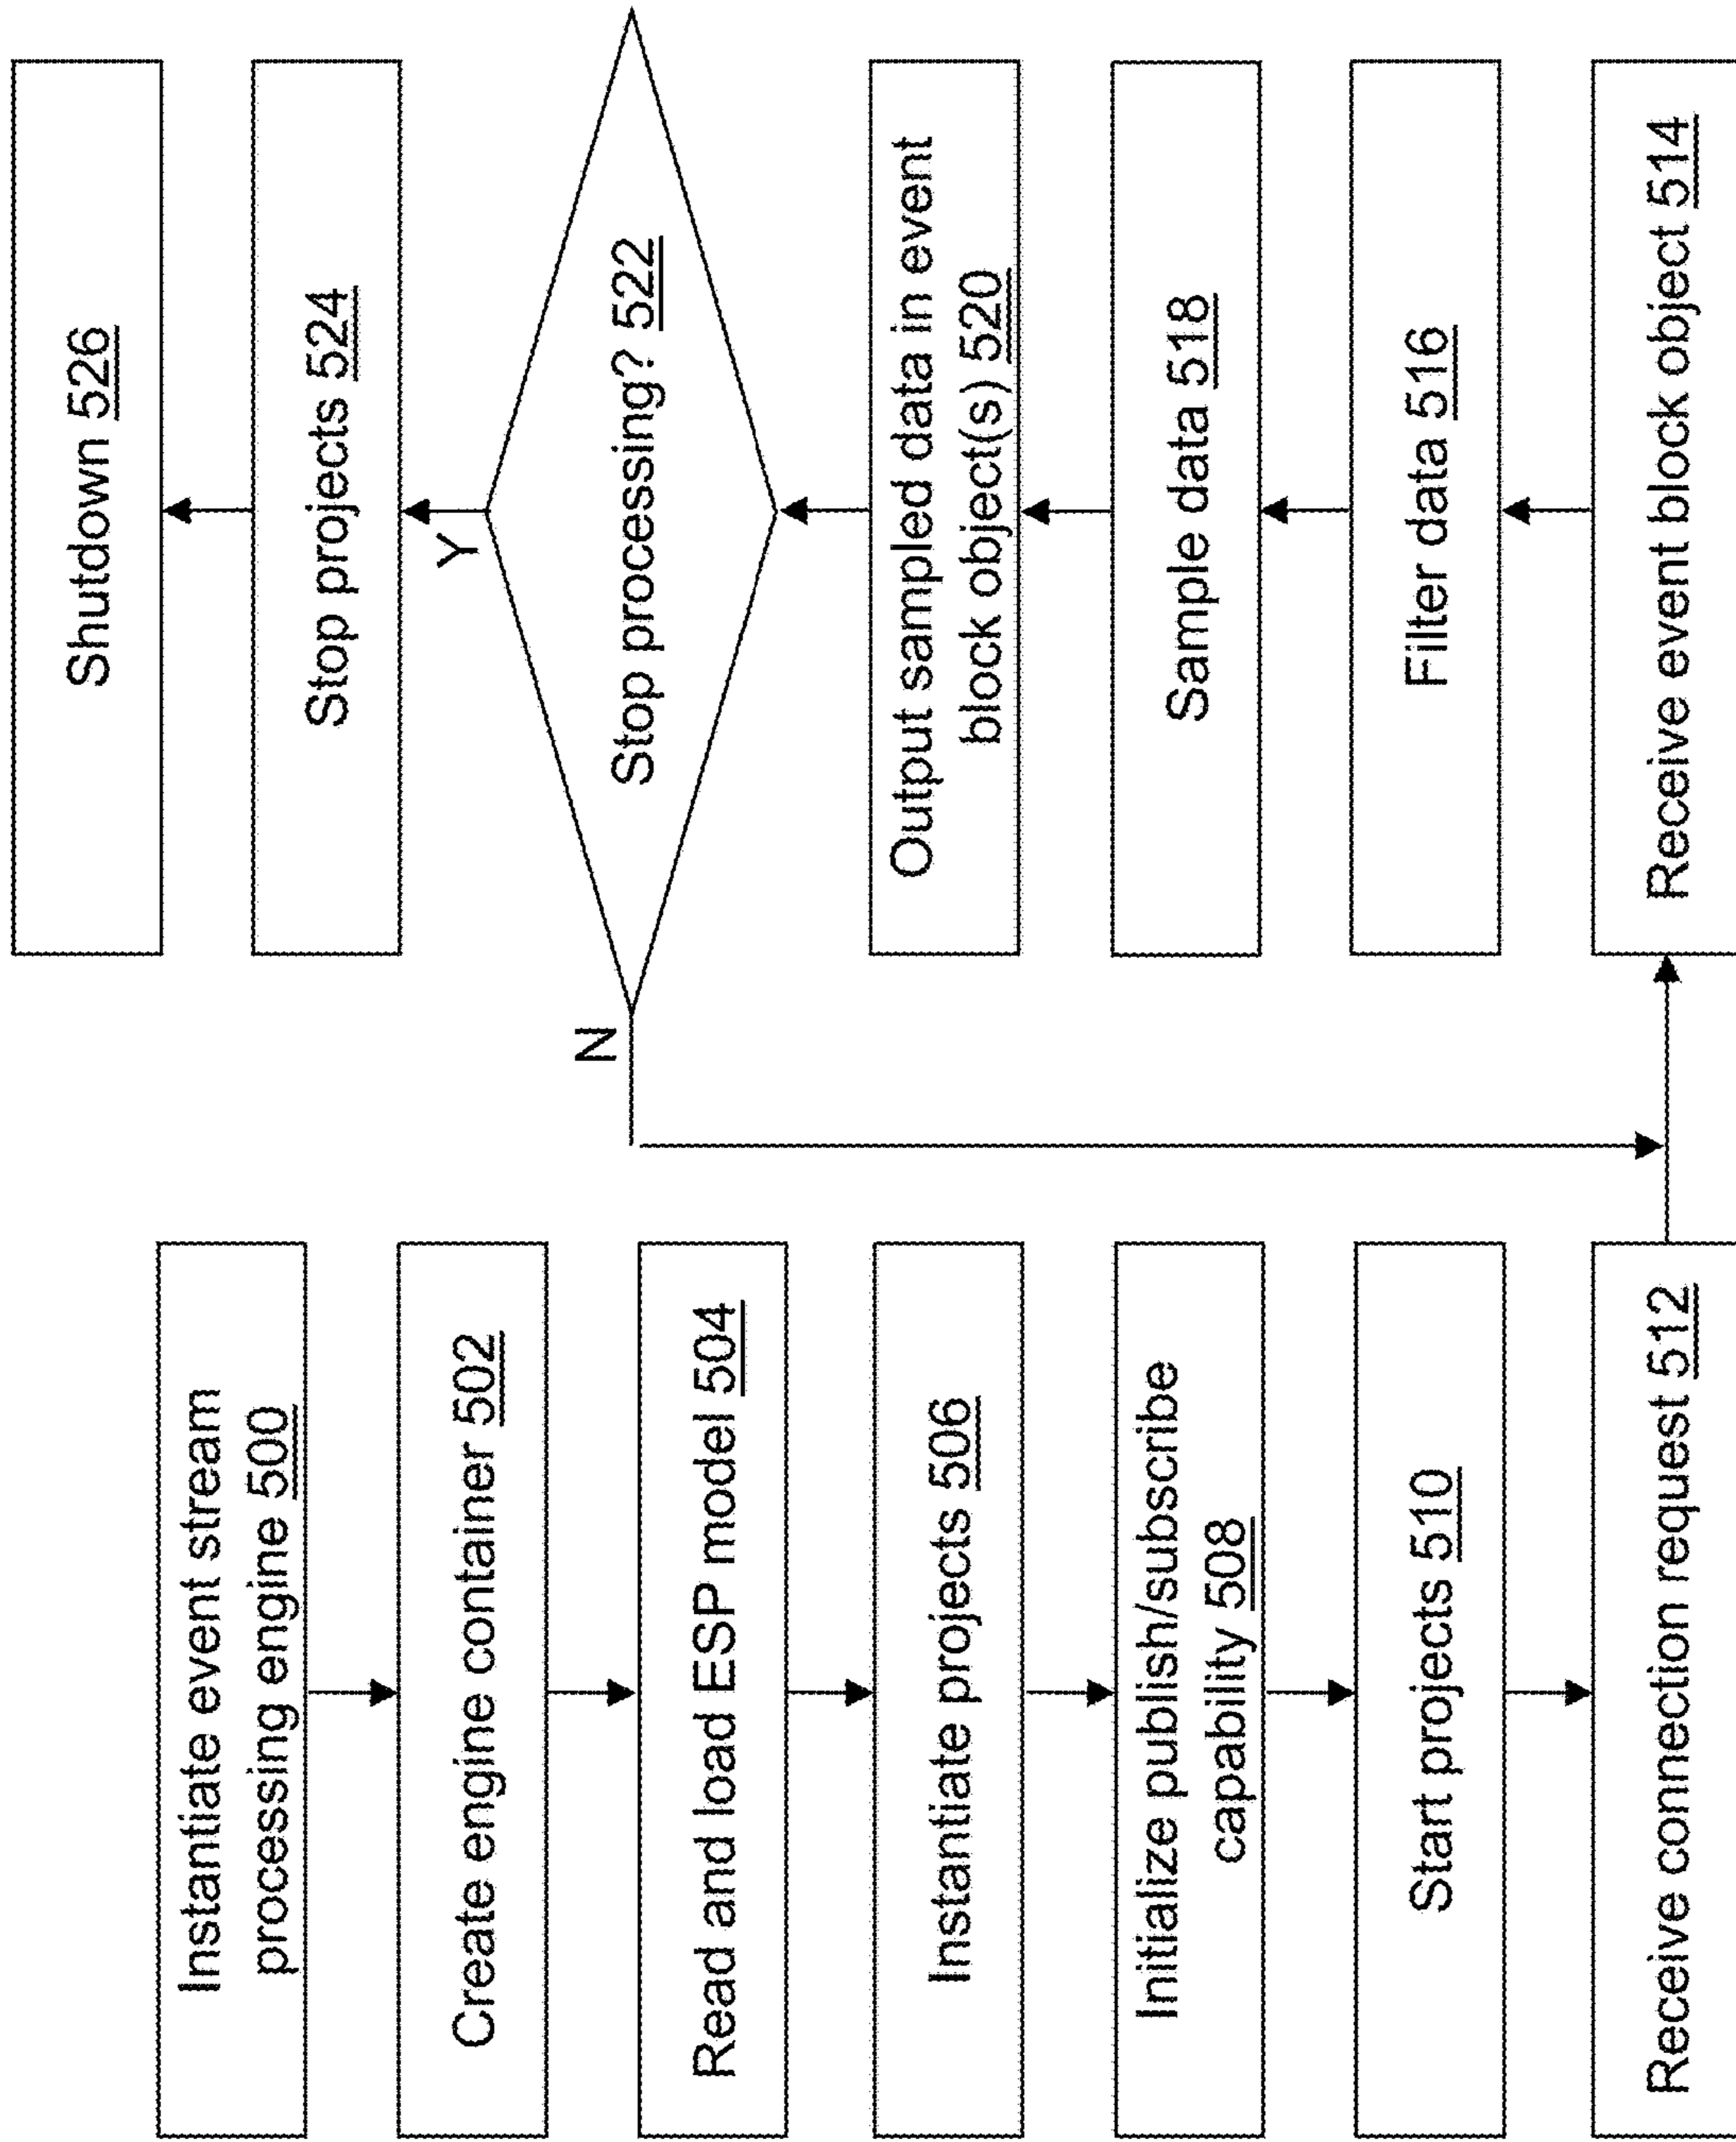 Instantiate event stream
processing engine 500
Create engine container 502
Read and load ESP model 504
Instantiate projects 506
Initialize publish/subscribe
capability 508
Start projects 510
Receive connection request 512
Receive event block object 514
Filter data 516
Sample data 518
Output sampled data in event
block object(s) 520
Stop processing? 522
N
Y
Stop projects 524
Shutdown 526